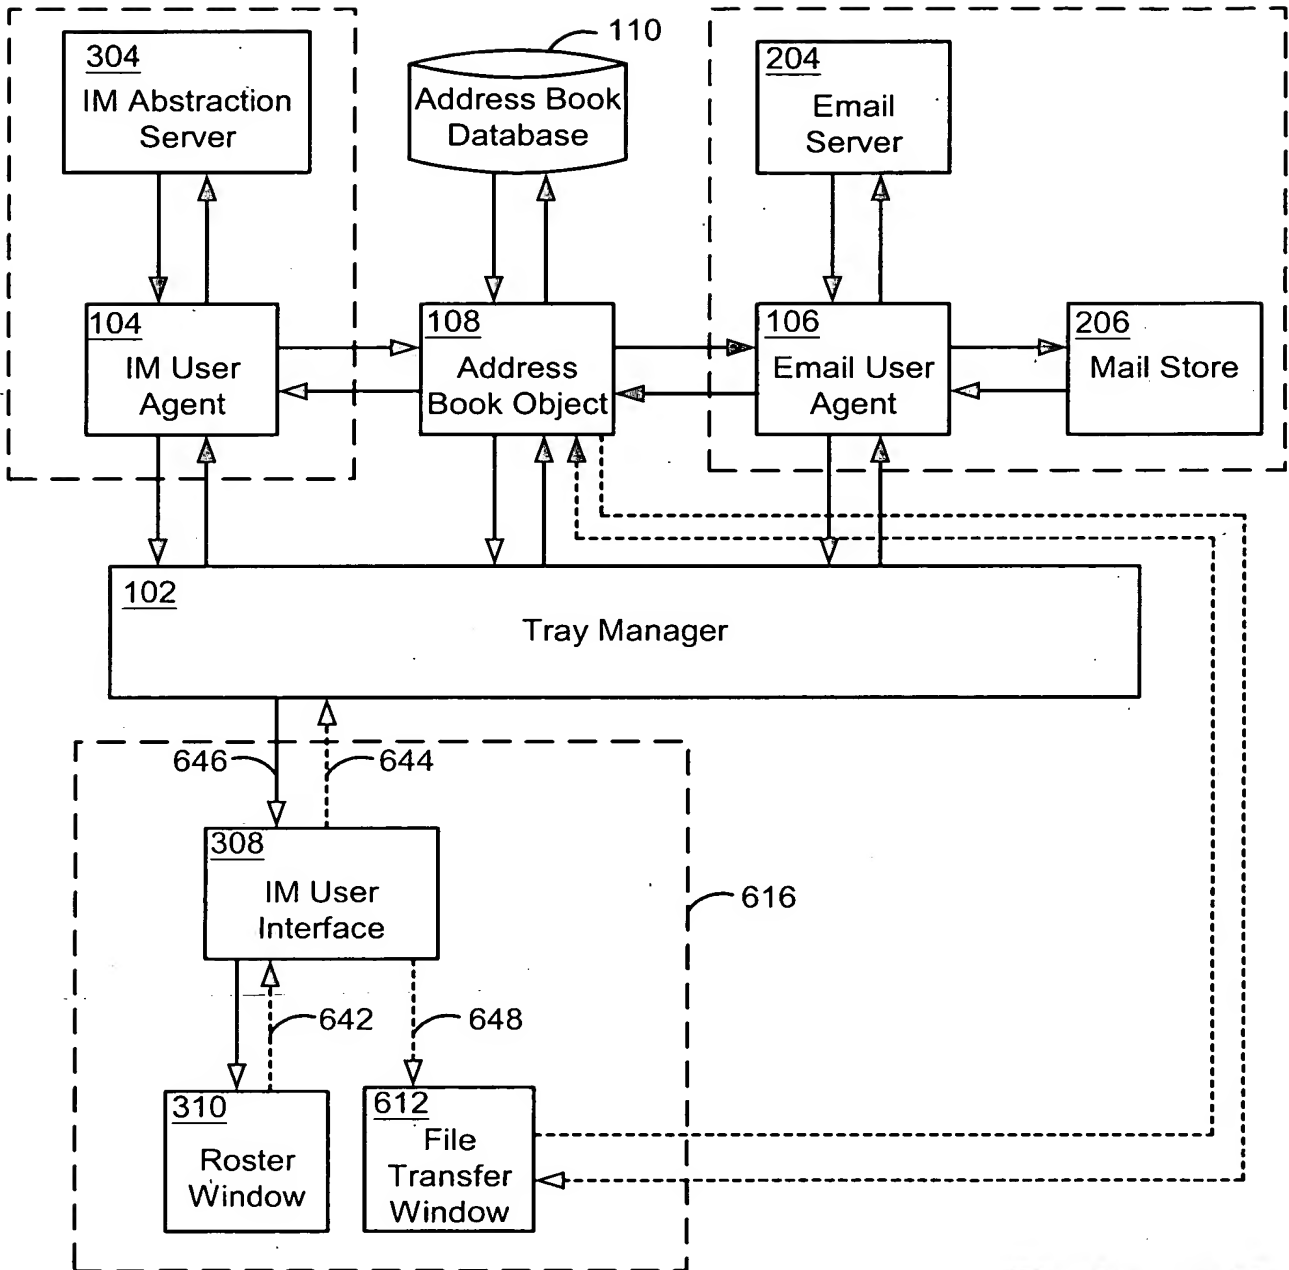 110
304
IM Abstraction
Server
Address Book
Database
204
Email
Server
104
IM User
Agent
108
Address
Book Object
106
Email User
Agent
206
Mail Store
102
Tray Manager
646
644
308
IM User
Interface
616
642
648
310
Roster
Window
612
File
Transfer
Window